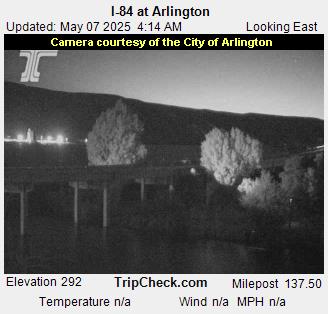 I-84 at Arlington
Updated: May 07 2025 4:14 AM Looking East
Camera courtesy of the City of Arlington
Elevation 292 TripCheck.com Milepost 137.50
Temperature n/a Wind n/a MPH n/a